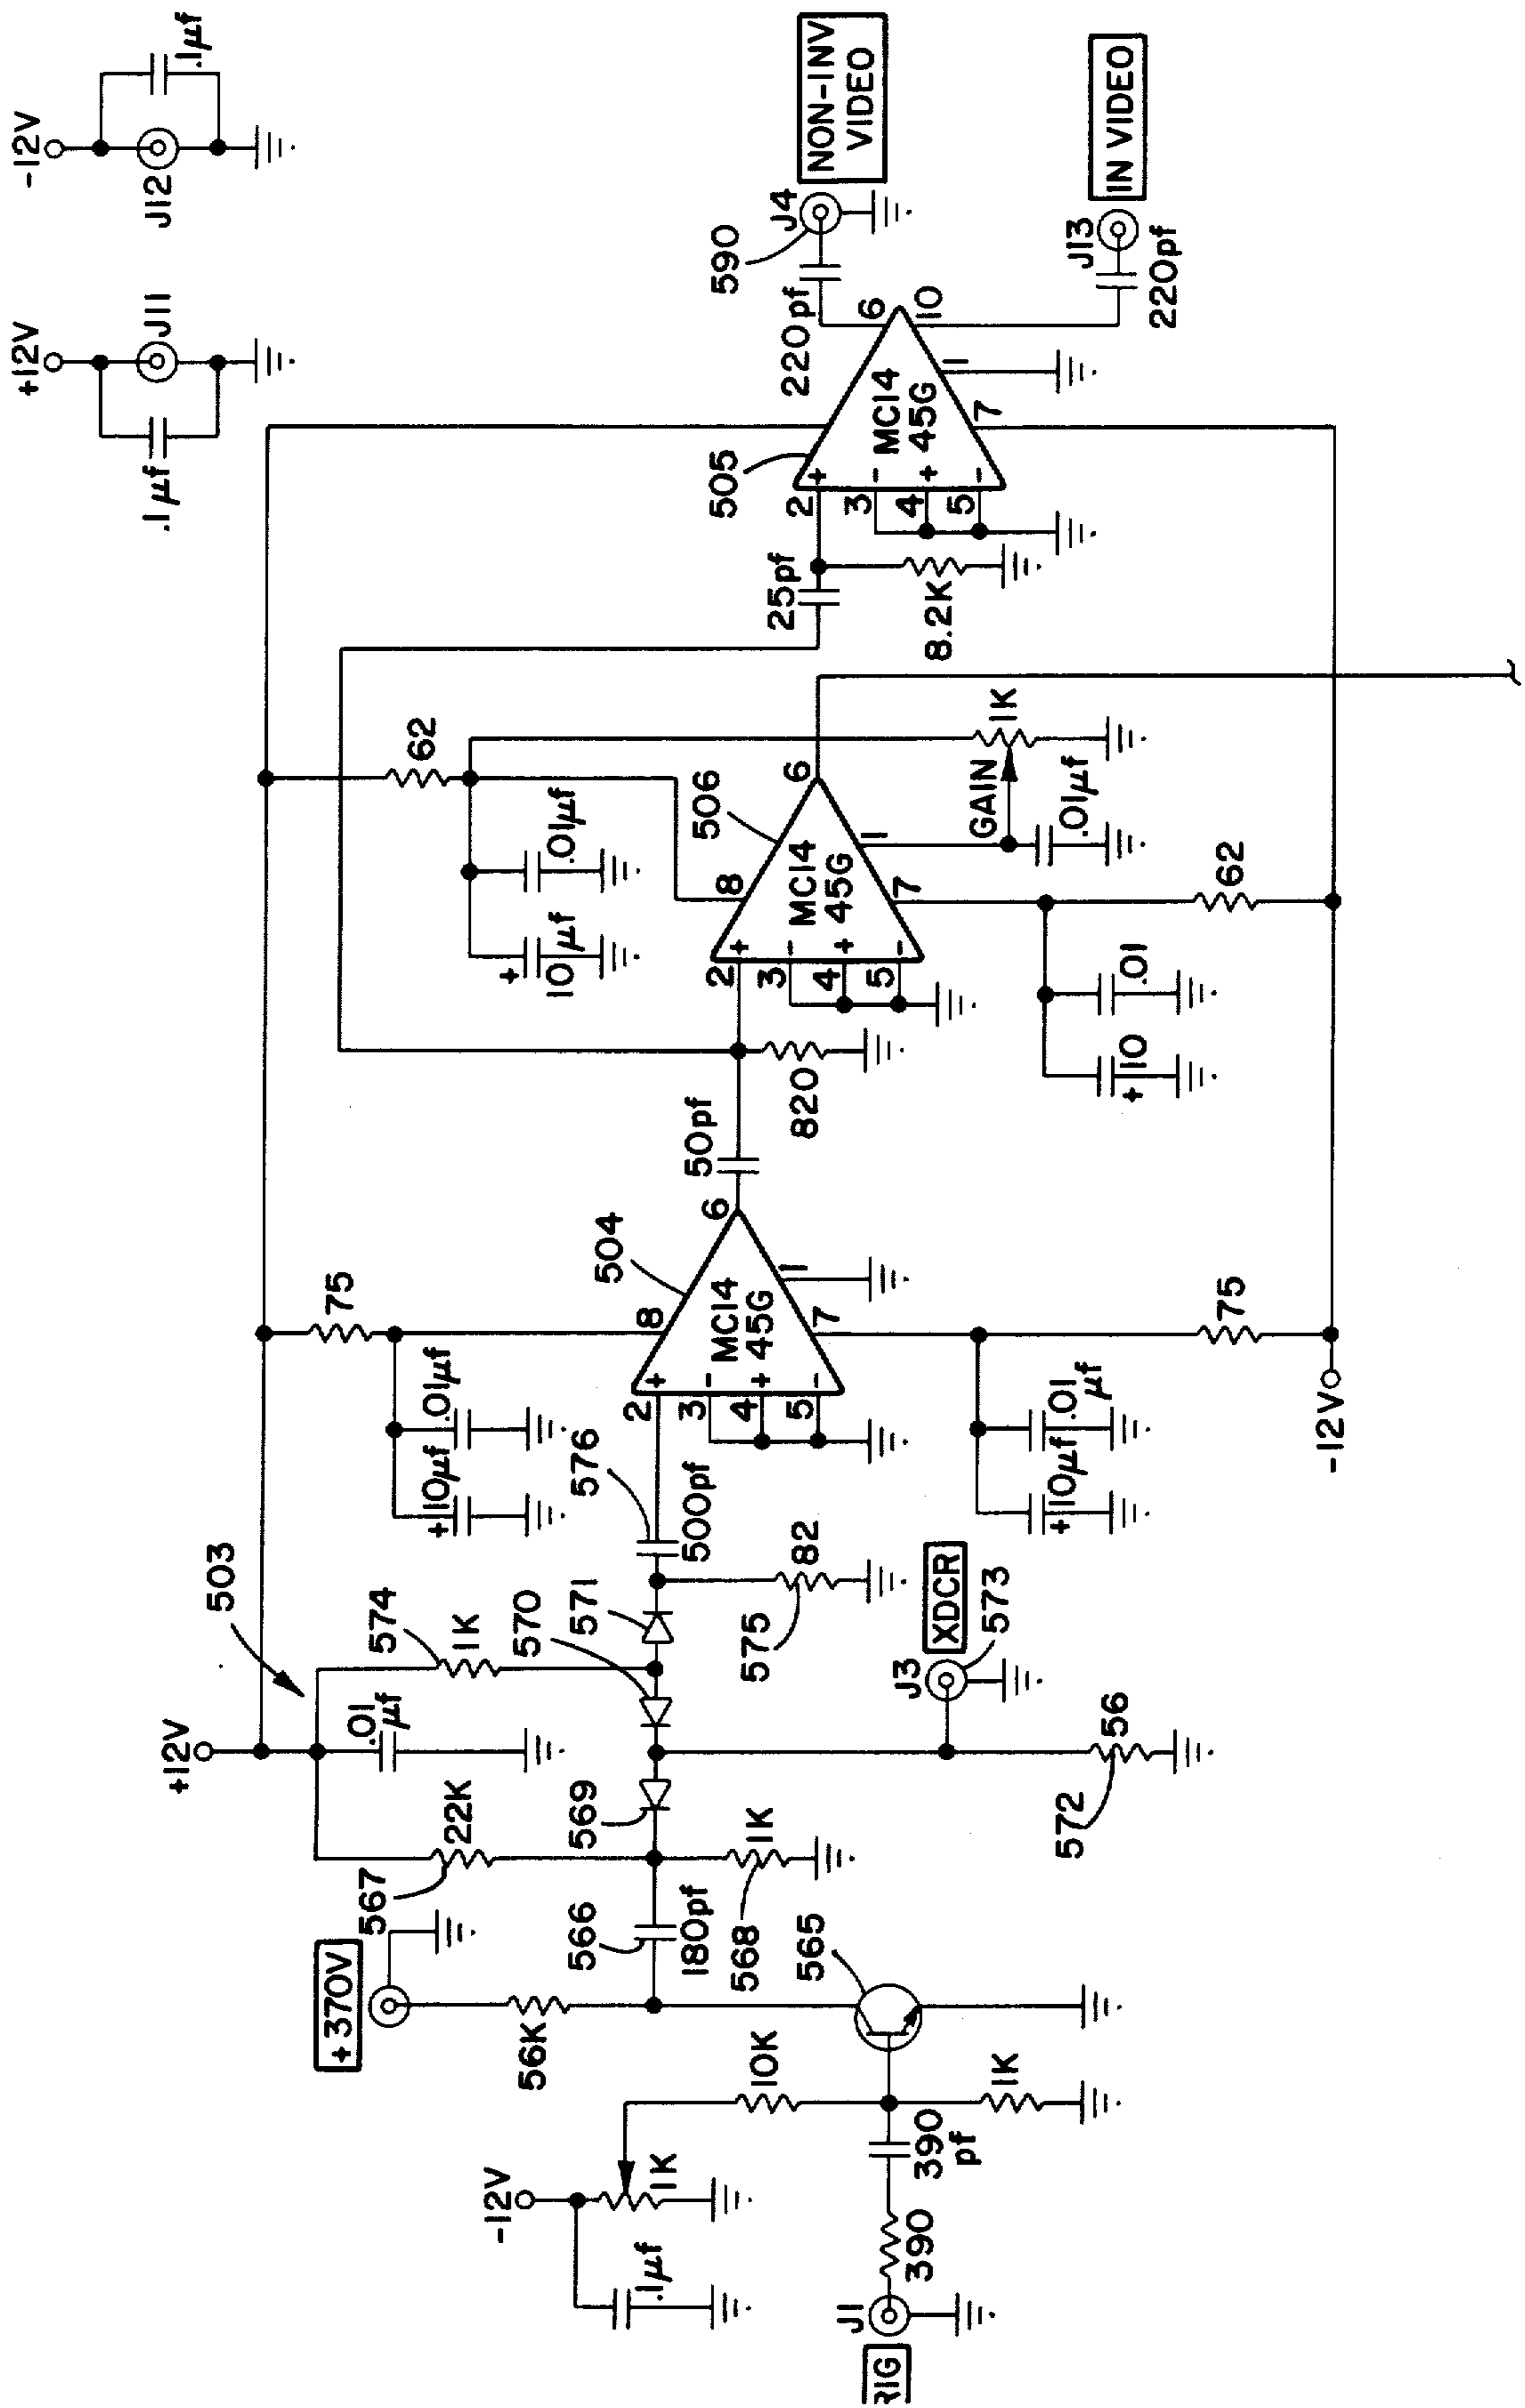 -12V
J12
.1µf
+12V
J11
.1µf
NON-INV
VIDEO
J4
590
220pf
IN VIDEO
J13
220pf
6
10
1
7
MC14
45G
505
2
+
3
-
4
+
5
-
25pf
8.2K
62
.01µf
10
µf
+
506
8
MC14
45G
6
1
7
2
+
3
-
4
+
5
-
GAIN
1K
.01µf
62
.01
10
+
820
50pf
504
75
8
MC14
45G
6
1
7
2
+
3
-
4
+
5
-
.01µf
10µf
+
75
-12V
.01
µf
10µf
+
576
500pf
503
574
1K
571
570
575
82
XDCR
J3
573
+12V
.01
µf
569
56
572
22K
567
1K
568
566
180pf
+370V
56K
565
10K
1K
-12V
1K
.1µf
390
pf
390
J1
RIG